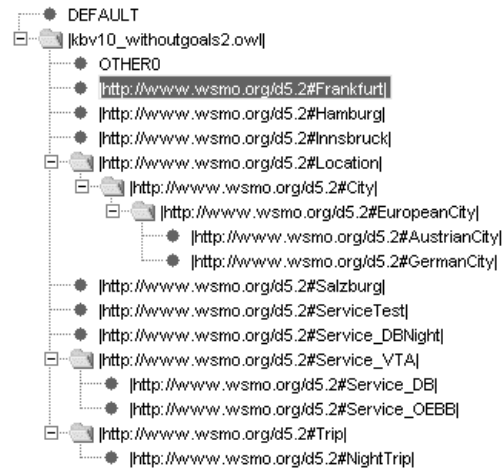 DEFAULT
|kbv10_withoutgoals2.owl|
OTHER0
|http://www.wsmo.org/d5.2#Frankfurt|
|http://www.wsmo.org/d5.2#Hamburg|
|http://www.wsmo.org/d5.2#Innsbruck|
|http://www.wsmo.org/d5.2#Location|
|http://www.wsmo.org/d5.2#City|
|http://www.wsmo.org/d5.2#EuropeanCity|
|http://www.wsmo.org/d5.2#AustrianCity|
|http://www.wsmo.org/d5.2#GermanCity|
|http://www.wsmo.org/d5.2#Salzburg|
|http://www.wsmo.org/d5.2#ServiceTest|
|http://www.wsmo.org/d5.2#Service_DBNight|
|http://www.wsmo.org/d5.2#Service_VTA|
|http://www.wsmo.org/d5.2#Service_DB|
|http://www.wsmo.org/d5.2#Service_OEBB|
|http://www.wsmo.org/d5.2#Trip|
|http://www.wsmo.org/d5.2#NightTrip|